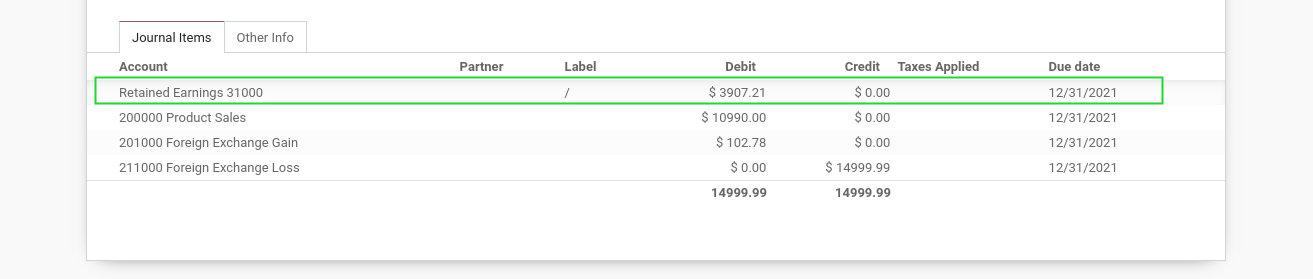 Journal Items Other Info
Account Partner Label Debit Credit Taxes Applied Due date
Retained Earnings 31000 / $ 3907.21 $ 0.00 12/31/2021
200000 Product Sales $ 10990.00 $ 0.00 12/31/2021
201000 Foreign Exchange Gain $ 102.78 $ 0.00 12/31/2021
211000 Foreign Exchange Loss $ 0.00 $ 14999.99 12/31/2021
14999.99 14999.99